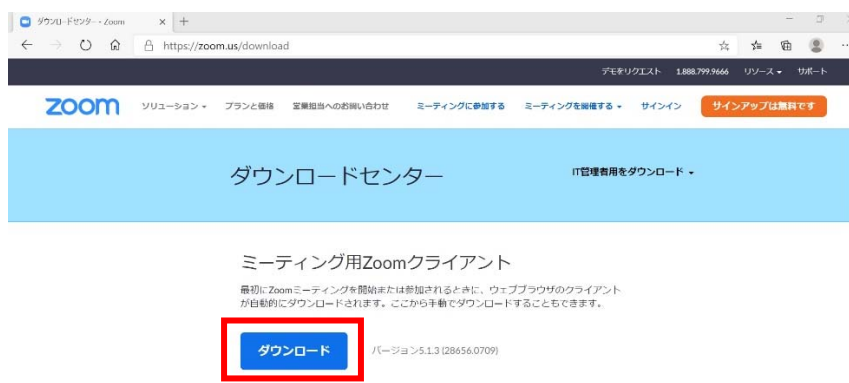 ダウンロードセンター - Zoom
https://zoom.us/download
デモをリクエスト 1.888.799.9666 リソース サポート
zoom ソリューション プランと価格 営業担当へのお問い合わせ ミーティングに参加する ミーティングを開催する サインイン サインアップは無料です
ダウンロードセンター IT管理者用をダウンロード
ミーティング用Zoomクライアント
最初にZoomミーティングを開始または参加されるときに、ウェブブラウザのクライアント
が自動的にダウンロードされます。ここから手動でダウンロードすることもできます。
ダウンロード バージョン5.1.3 (28656.0709)